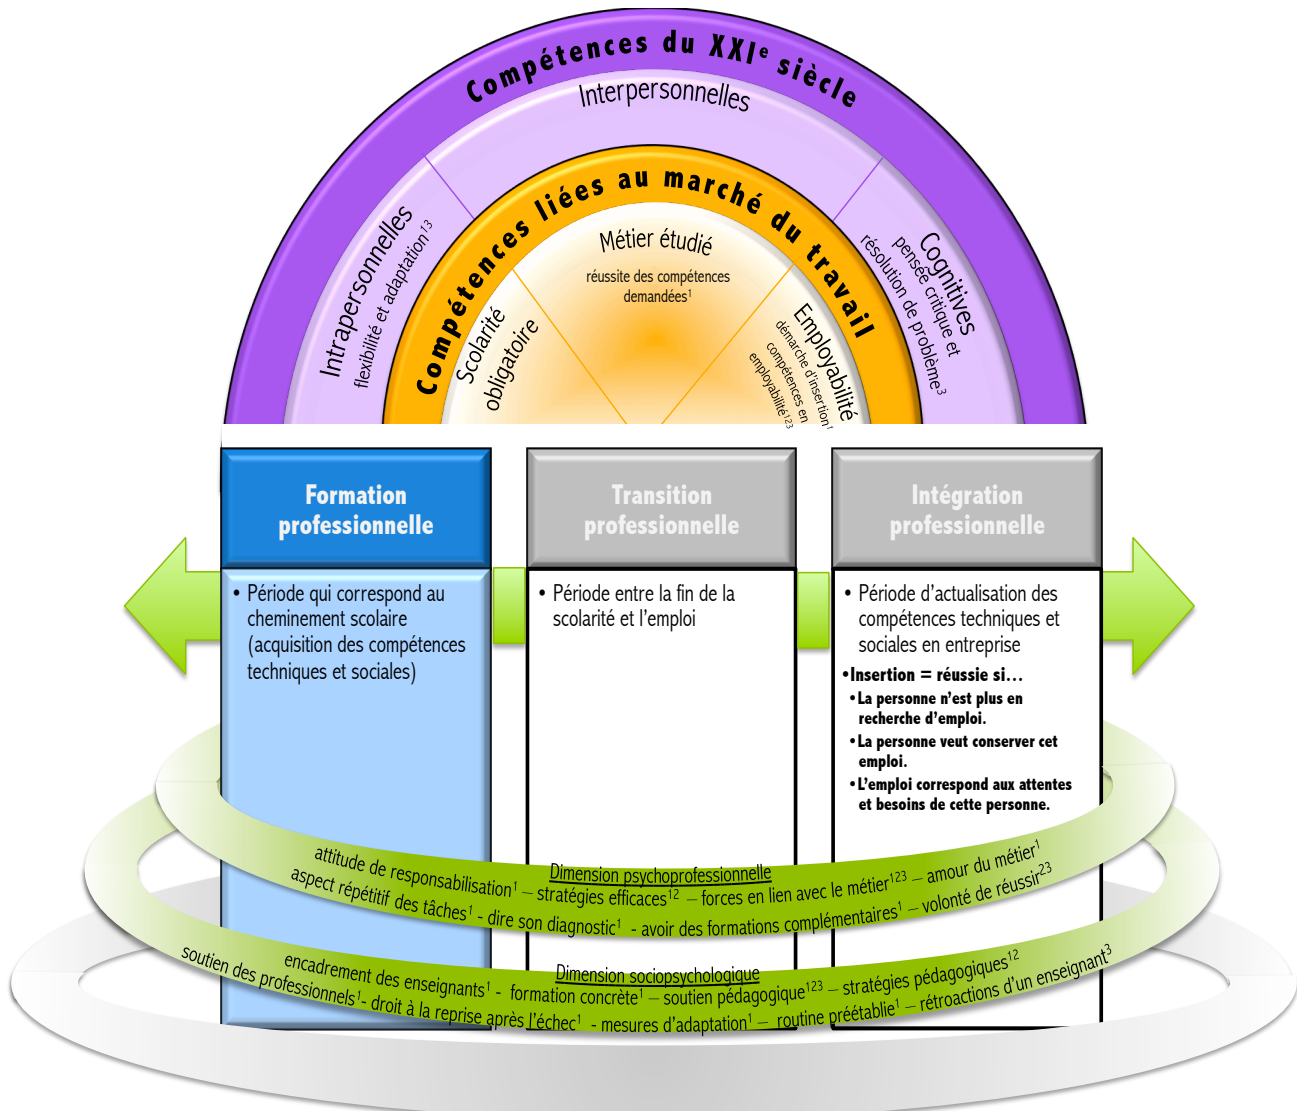 Compétences du XXIᵉ siècle
Interpersonnelles
Intrapersonnelles
flexibilité et adaptation¹³
Cognitives
pensée critique et
résolution de problème³
Compétences liées au marché du travail
Métier étudié
réussite des compétences
demandées¹
Scolarité
obligatoire
Employabilité
démarche d'insertion¹
compétences en
employabilité¹²³
Formation
professionnelle
• Période qui correspond au
cheminement scolaire
(acquisition des compétences
techniques et sociales)
Transition
professionnelle
• Période entre la fin de la
scolarité et l'emploi
Intégration
professionnelle
• Période d'actualisation des
compétences techniques et
sociales en entreprise
•Insertion = réussie si…
•La personne n'est plus en
recherche d'emploi.
•La personne veut conserver cet
emploi.
•L'emploi correspond aux attentes
et besoins de cette personne.
Dimension psychoprofessionnelle
attitude de responsabilisation¹ – stratégies efficaces¹² – forces en lien avec le métier¹²³ – amour du métier¹
aspect répétitif des tâches¹ - dire son diagnostic¹ - avoir des formations complémentaires¹ – volonté de réussir²³
Dimension sociopsychologique
encadrement des enseignants¹ - formation concrète¹ – soutien pédagogique¹²³ – stratégies pédagogiques¹²
soutien des professionnels¹- droit à la reprise après l'échec¹ - mesures d'adaptation¹ – routine préétablie¹ – rétroactions d'un enseignant³